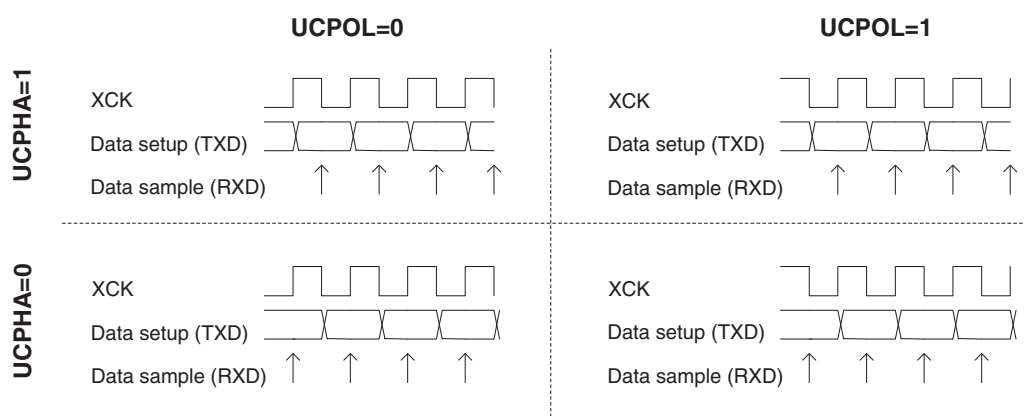 UCPOL=0
UCPOL=1
UCPHA=1
XCK
Data setup (TXD)
Data sample (RXD)
XCK
Data setup (TXD)
Data sample (RXD)
UCPHA=0
XCK
Data setup (TXD)
Data sample (RXD)
XCK
Data setup (TXD)
Data sample (RXD)